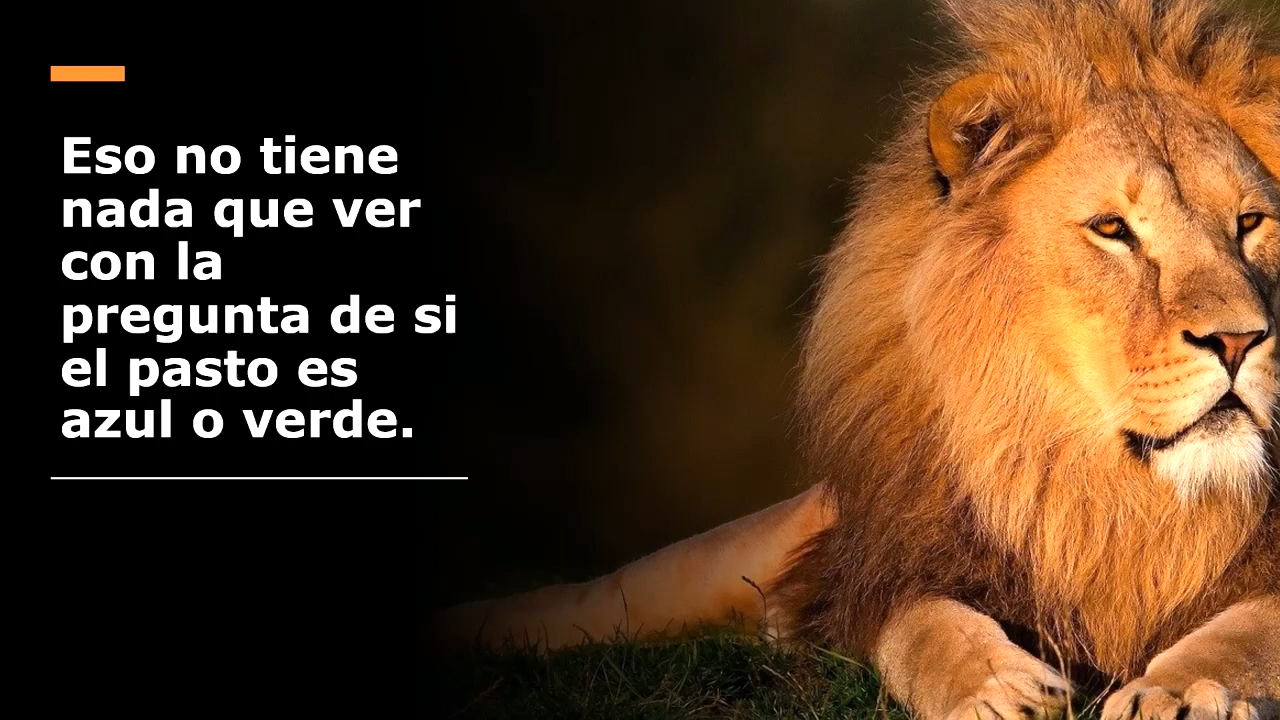 Eso no tiene
nada que ver
con la
pregunta de si
el pasto es
azul o verde.